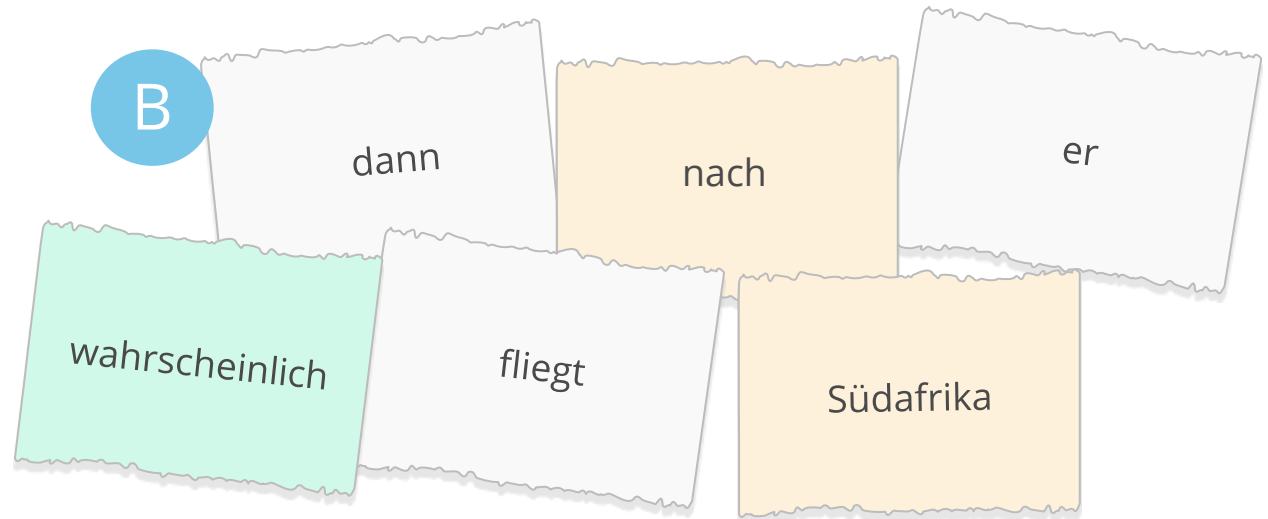 B
dann
nach
er
wahrscheinlich
fliegt
Südafrika